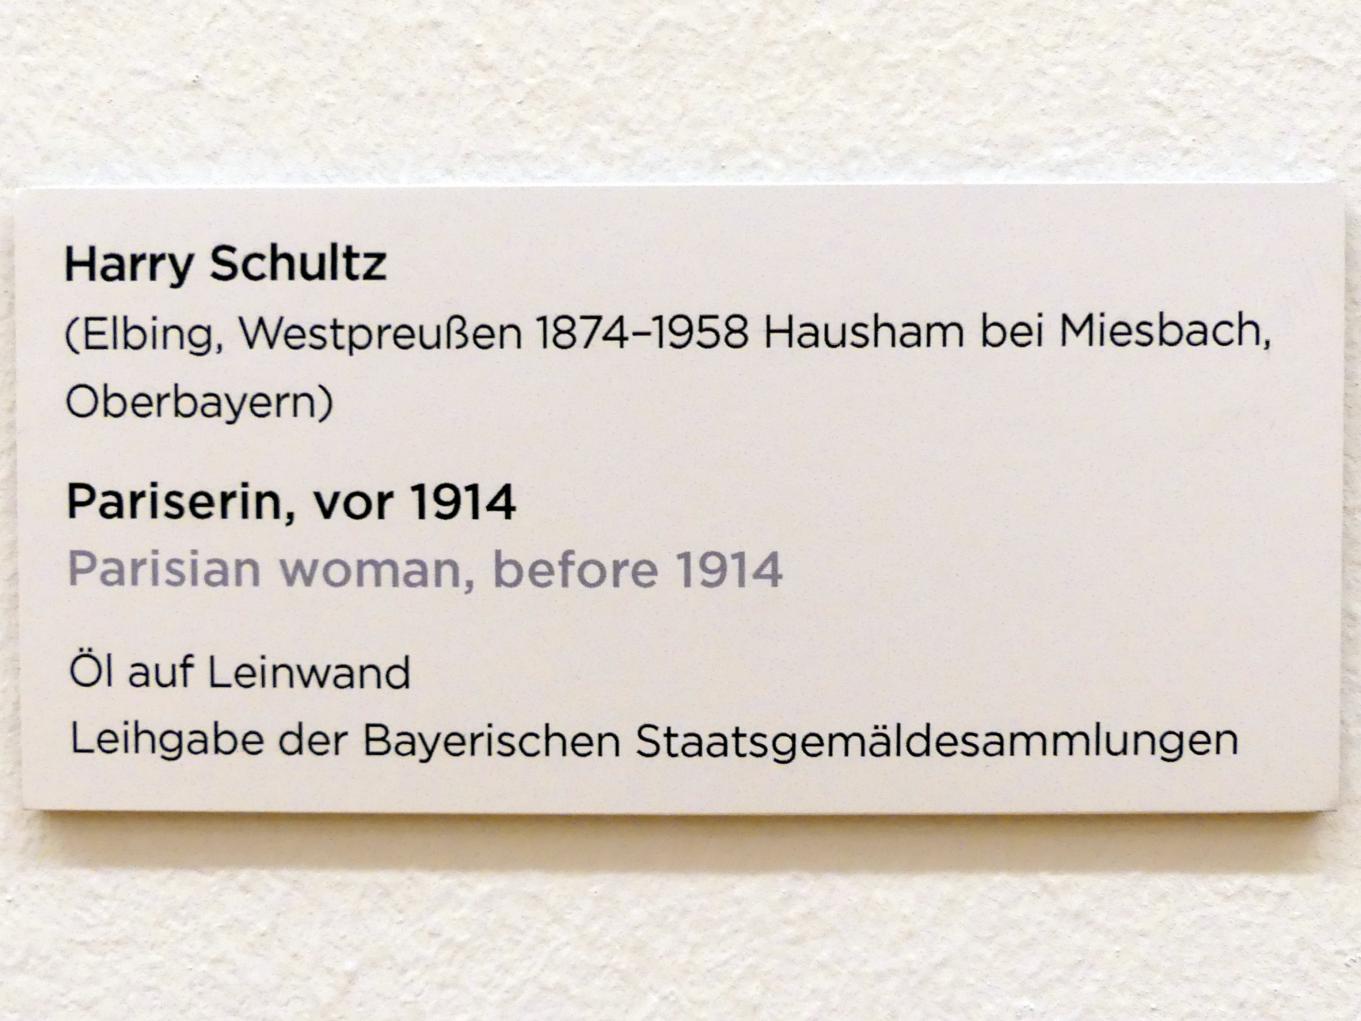 Harry Schultz
(Elbing, Westpreußen 1874–1958 Hausham bei Miesbach,
Oberbayern)
Pariserin, vor 1914
Parisian woman, before 1914
Öl auf Leinwand
Leihgabe der Bayerischen Staatsgemäldesammlungen